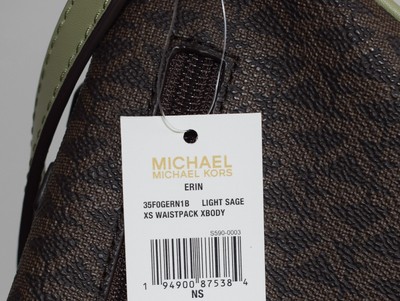 MICHAEL
MICHAEL KORS
ERIN
35F0GERN1B LIGHT SAGE
XS WAISTPACK XBODY
S590-0003
1 94900 87538 4
NS